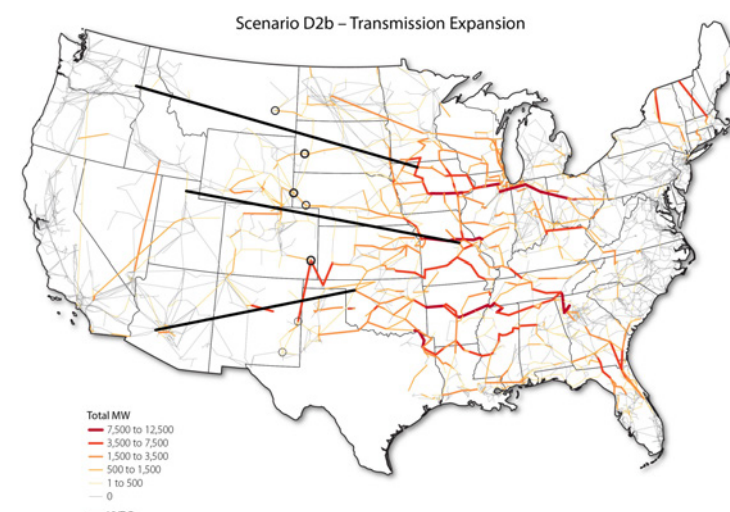 Scenario D2b – Transmission Expansion
Total MW
7,500 to 12,500
3,500 to 7,500
1,500 to 3,500
500 to 1,500
1 to 500
0